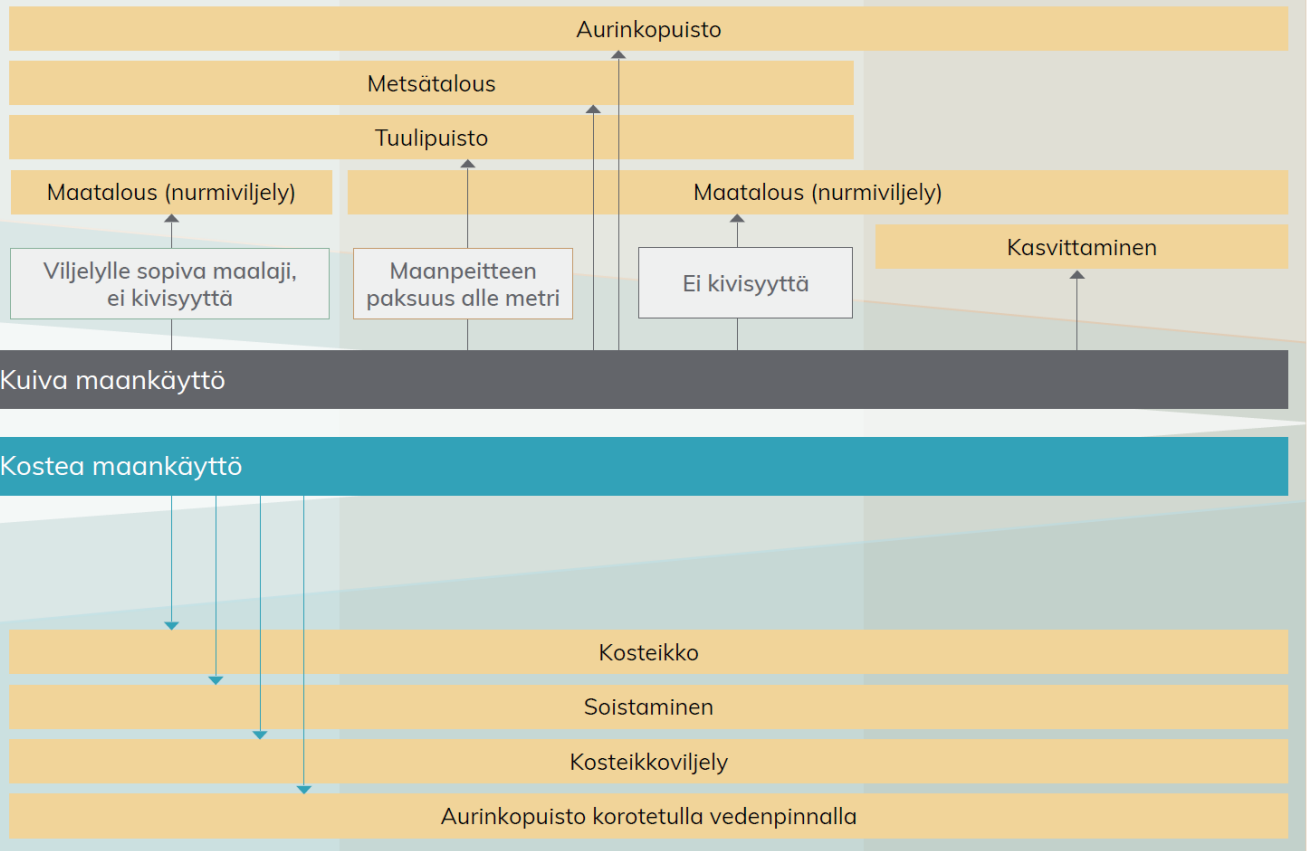 Aurinkopuisto
Metsätalous
Tuulipuisto
Maatalous (nurmiviljely)
Maatalous (nurmiviljely)
Kasvittaminen
Viljelylle sopiva maalaji,
ei kivisyyttä
Maanpeitteen
paksuus alle metri
Ei kivisyyttä
Kuiva maankäyttö
Kostea maankäyttö
Kosteikko
Soistaminen
Kosteikkoviljely
Aurinkopuisto korotetulla vedenpinnalla